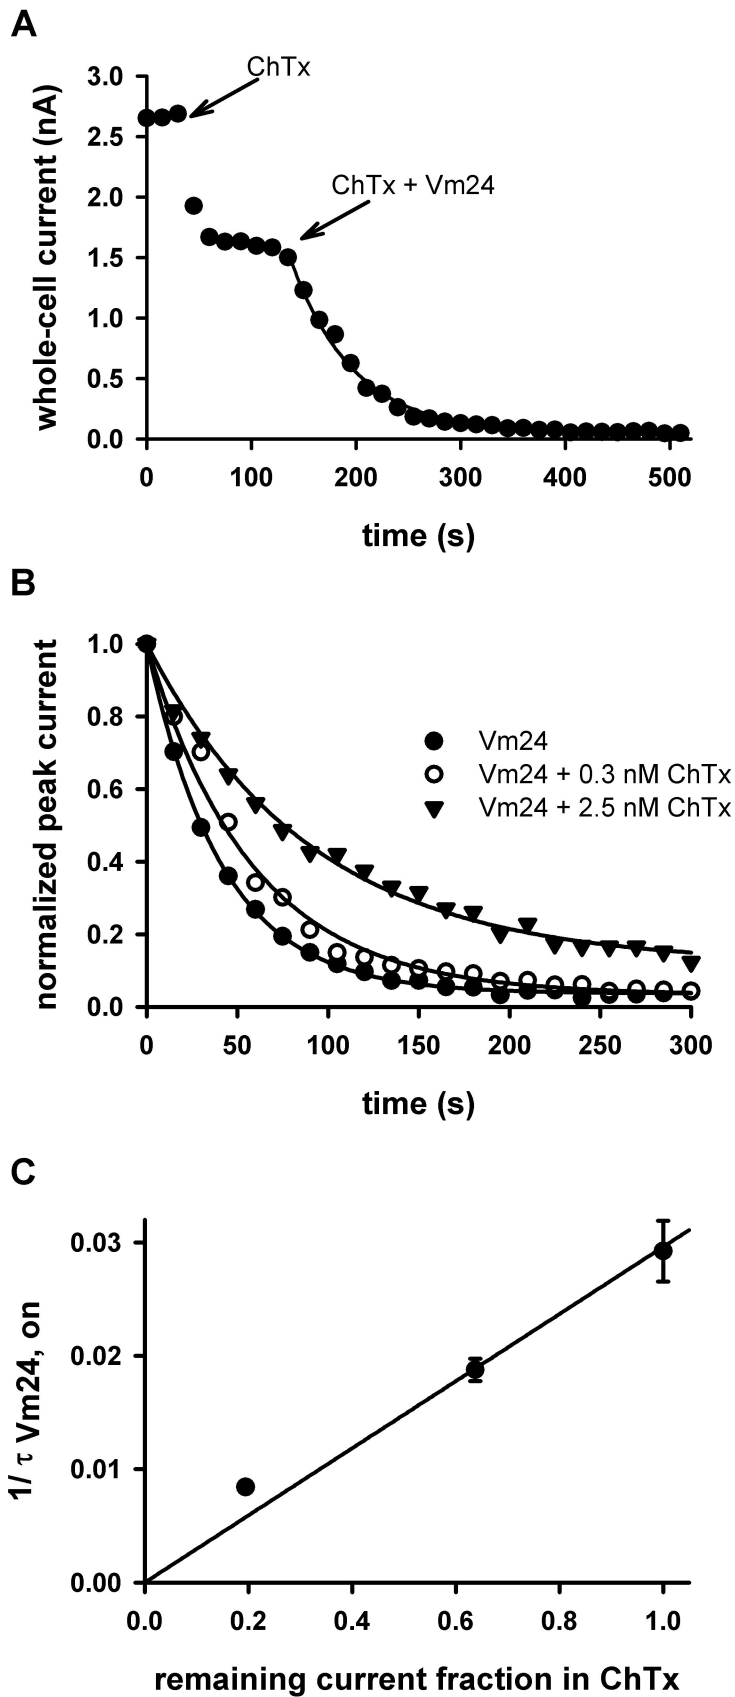 A
ChTx
ChTx + Vm24
whole-cell current (nA)
3.0
2.5
2.0
1.5
1.0
0.5
0.0
0 100 200 300 400 500
time (s)
B
normalized peak current
1.0
0.8
0.6
0.4
0.2
0.0
Vm24
Vm24 + 0.3 nM ChTx
Vm24 + 2.5 nM ChTx
0 50 100 150 200 250 300
time (s)
C
1/ τ Vm24, on
0.03
0.02
0.01
0.00
0.0 0.2 0.4 0.6 0.8 1.0
remaining current fraction in ChTx